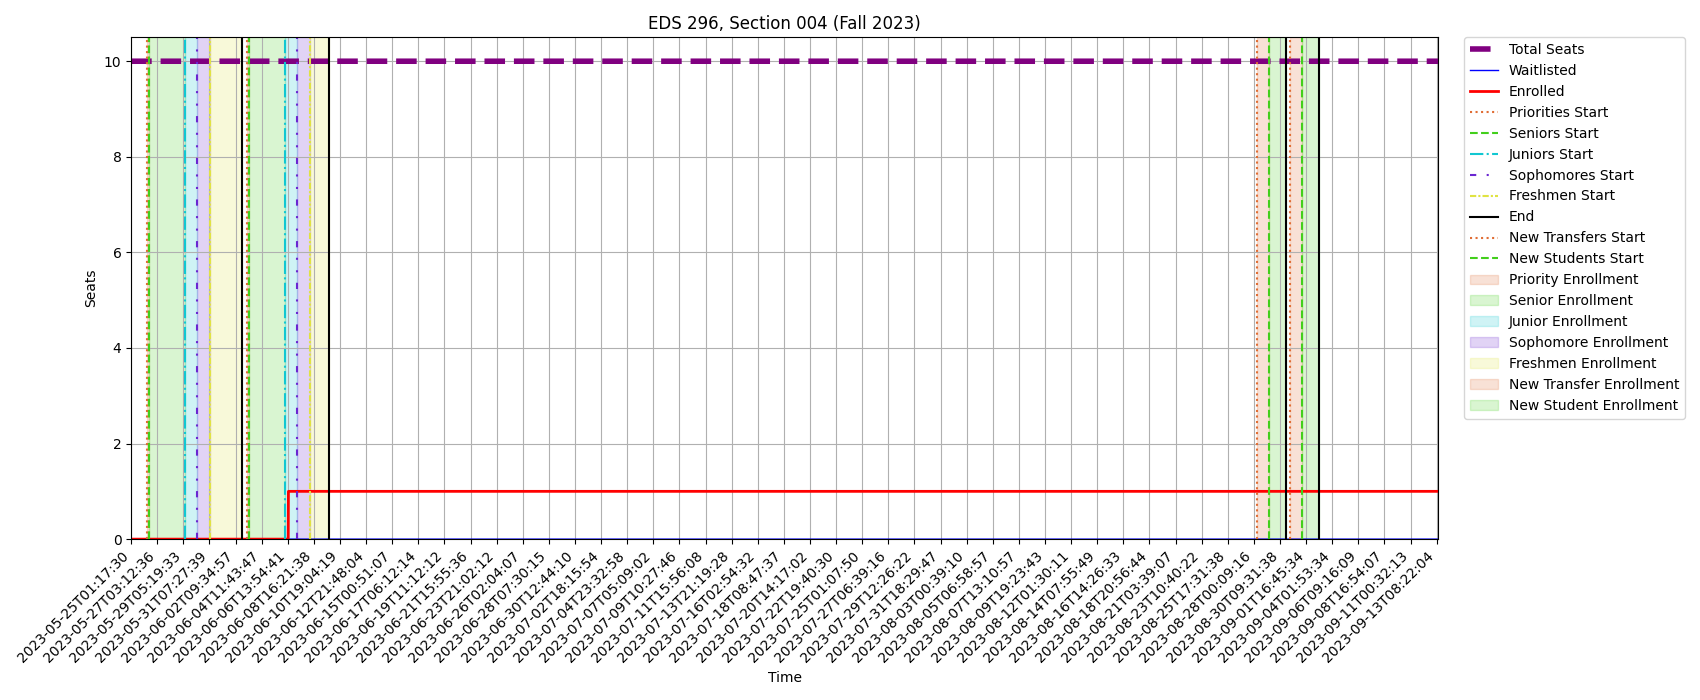 EDS 296, Section 004 (Fall 2023)
Seats
10
8
6
4
2
0
2023-05-25T01:17:30
2023-05-27T03:12:36
2023-05-29T05:19:33
2023-05-31T07:27:39
2023-06-02T09:34:57
2023-06-04T11:43:47
2023-06-06T13:54:41
2023-06-08T16:21:38
2023-06-10T19:04:19
2023-06-12T21:48:04
2023-06-15T00:51:07
2023-06-17T06:12:14
2023-06-19T11:12:12
2023-06-21T15:53:36
2023-06-23T21:02:12
2023-06-26T02:04:07
2023-06-28T07:30:15
2023-06-30T12:44:10
2023-07-02T18:15:54
2023-07-04T23:32:58
2023-07-07T05:09:02
2023-07-09T10:27:46
2023-07-11T15:56:08
2023-07-13T21:19:28
2023-07-16T02:54:32
2023-07-18T08:47:37
2023-07-20T14:17:02
2023-07-22T19:40:30
2023-07-25T01:07:50
2023-07-27T06:39:16
2023-07-29T12:26:22
2023-07-31T18:29:47
2023-08-03T00:39:10
2023-08-05T06:58:57
2023-08-07T13:10:57
2023-08-09T19:23:43
2023-08-12T01:30:11
2023-08-14T07:55:49
2023-08-16T14:26:33
2023-08-18T20:56:44
2023-08-21T03:39:07
2023-08-23T10:40:22
2023-08-25T17:31:38
2023-08-28T00:09:16
2023-08-30T09:31:38
2023-09-01T16:45:34
2023-09-04T01:53:34
2023-09-06T09:16:09
2023-09-08T16:54:07
2023-09-11T00:32:13
2023-09-13T08:22:04
Time
Total Seats
Waitlisted
Enrolled
Priorities Start
Seniors Start
Juniors Start
Sophomores Start
Freshmen Start
End
New Transfers Start
New Students Start
Priority Enrollment
Senior Enrollment
Junior Enrollment
Sophomore Enrollment
Freshmen Enrollment
New Transfer Enrollment
New Student Enrollment